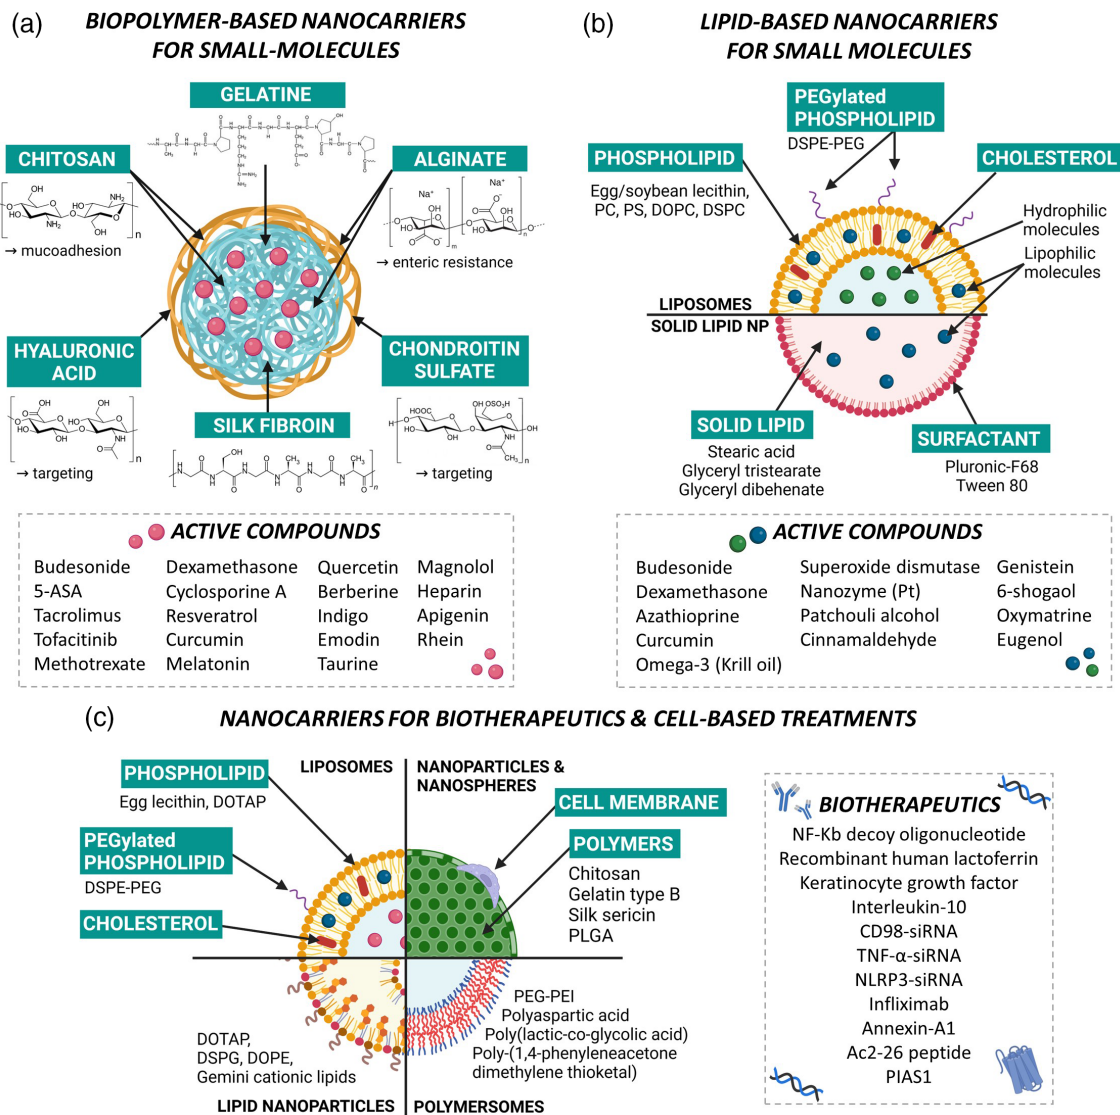 (a)
BIOPOLYMER-BASED NANOCARRIERS
FOR SMALL-MOLECULES
GELATINE
CHITOSAN
→ mucoadhesion
ALGINATE
Na⁺
Na⁺
→ enteric resistance
HYALURONIC
ACID
→ targeting
CHONDROITIN
SULFATE
→ targeting
SILK FIBROIN
ACTIVE COMPOUNDS
Budesonide
5-ASA
Tacrolimus
Tofacitinib
Methotrexate
Dexamethasone
Cyclosporine A
Resveratrol
Curcumin
Melatonin
Quercetin
Berberine
Indigo
Emodin
Taurine
Magnolol
Heparin
Apigenin
Rhein
(b)
LIPID-BASED NANOCARRIERS
FOR SMALL MOLECULES
PEGylated
PHOSPHOLIPID
DSPE-PEG
PHOSPHOLIPID
Egg/soybean lecithin,
PC, PS, DOPC, DSPC
CHOLESTEROL
Hydrophilic
molecules
Lipophilic
molecules
LIPOSOMES
SOLID LIPID NP
SOLID LIPID
Stearic acid
Glyceryl tristearate
Glyceryl dibehenate
SURFACTANT
Pluronic-F68
Tween 80
ACTIVE COMPOUNDS
Budesonide
Dexamethasone
Azathioprine
Curcumin
Omega-3 (Krill oil)
Superoxide dismutase
Nanozyme (Pt)
Patchouli alcohol
Cinnamaldehyde
Genistein
6-shogaol
Oxymatrine
Eugenol
(c)
NANOCARRIERS FOR BIOTHERAPEUTICS & CELL-BASED TREATMENTS
PHOSPHOLIPID
Egg lecithin, DOTAP
LIPOSOMES
PEGylated
PHOSPHOLIPID
DSPE-PEG
CHOLESTEROL
NANOPARTICLES &
NANOSPHERES
CELL MEMBRANE
POLYMERS
Chitosan
Gelatin type B
Silk sericin
PLGA
DOTAP,
DSPG, DOPE,
Gemini cationic lipids
LIPID NANOPARTICLES
PEG-PEI
Polyaspartic acid
Poly(lactic-co-glycolic acid)
Poly-(1,4-phenyleneacetone
dimethylene thioketal)
POLYMERSOMES
BIOTHERAPEUTICS
NF-Kb decoy oligonucleotide
Recombinant human lactoferrin
Keratinocyte growth factor
Interleukin-10
CD98-siRNA
TNF-α-siRNA
NLRP3-siRNA
Infliximab
Annexin-A1
Ac2-26 peptide
PIAS1